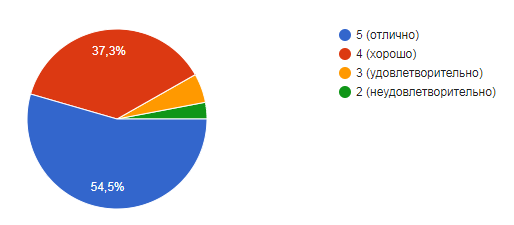 37,3%
54,5%
5 (отлично)
4 (хорошо)
3 (удовлетворительно)
2 (неудовлетворительно)